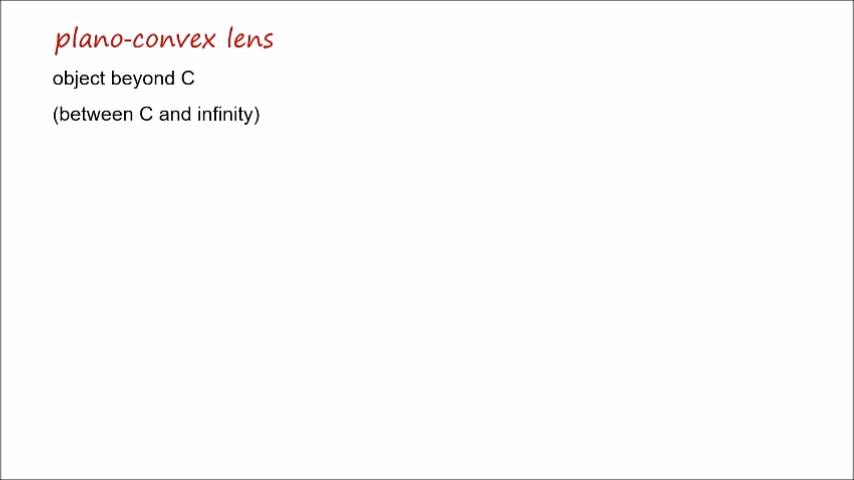 plano-convex lens
object beyond C
(between C and infinity)